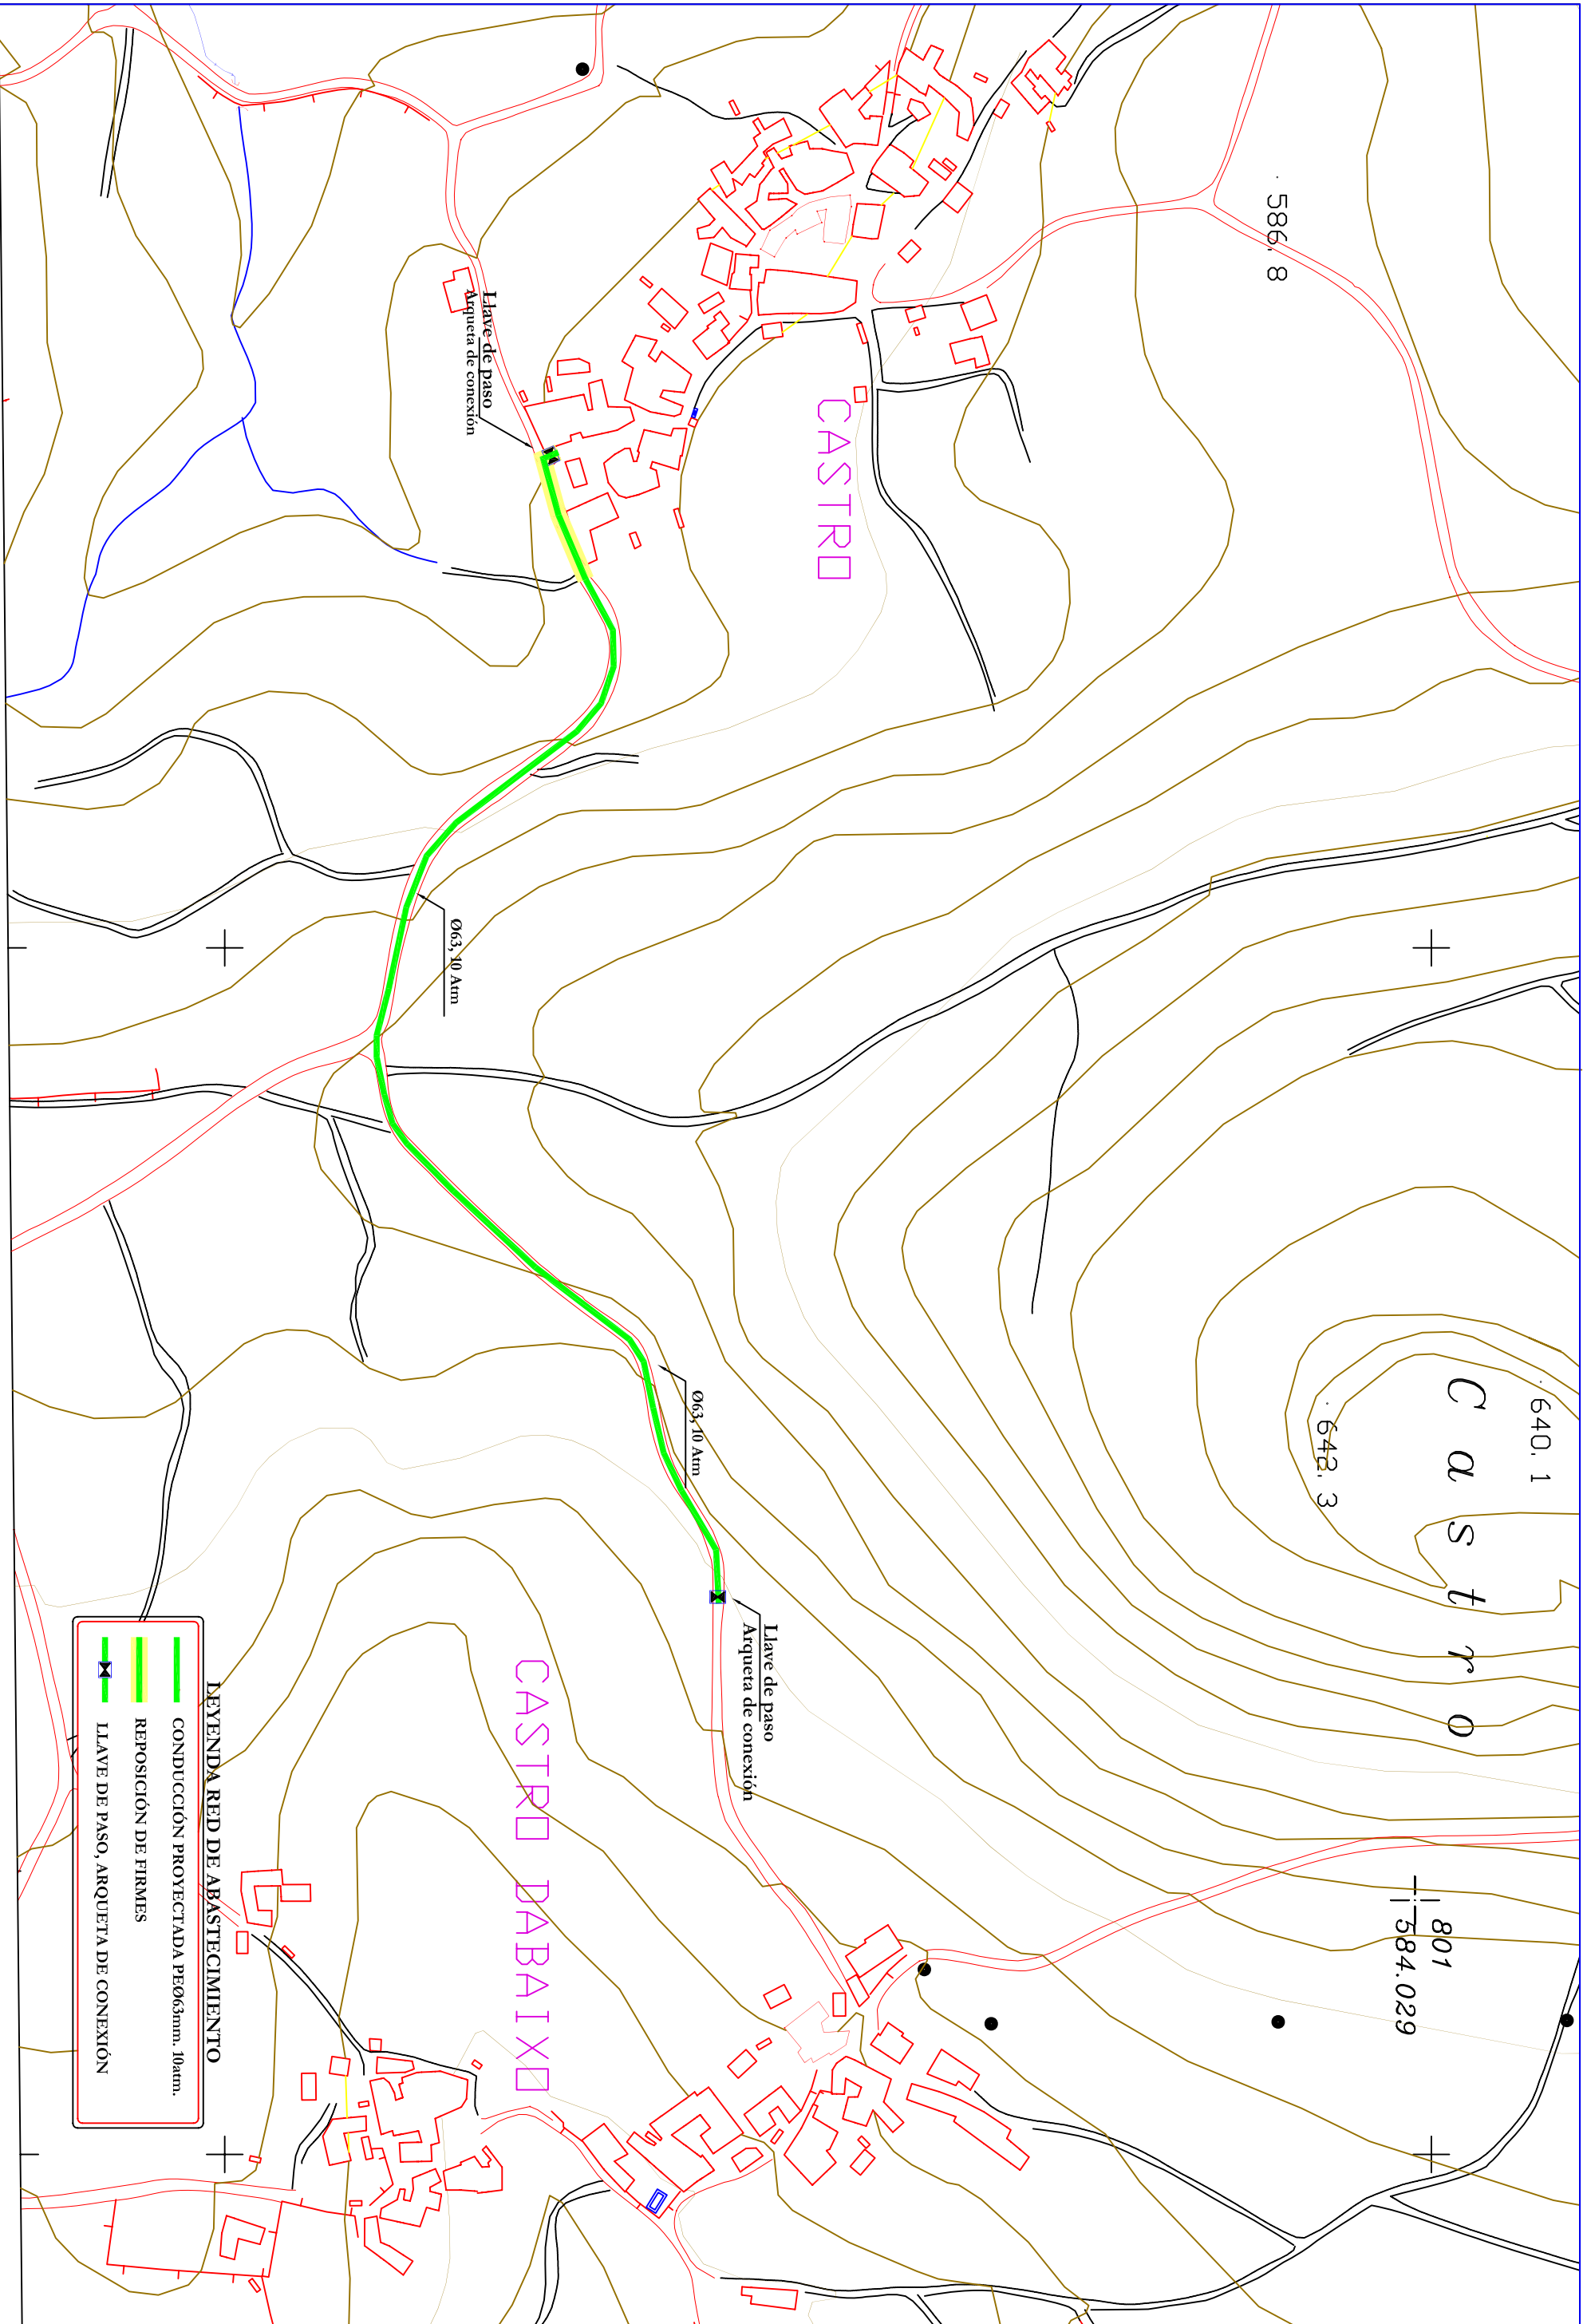 586.8
CASTRO
Llave de paso
Arqueta de conexión
Ø63, 10 Atm
640.1
642.3
Castro
Ø63, 10 Atm
Llave de paso
Arqueta de conexión
801
584.029
CASTRO DABAIXO
LEYENDA RED DE ABASTECIMIENTO
CONDUCCIÓN PROYECTADA PEØ63mm. 10atm.
REPOSICIÓN DE FIRMES
LLAVE DE PASO, ARQUETA DE CONEXIÓN